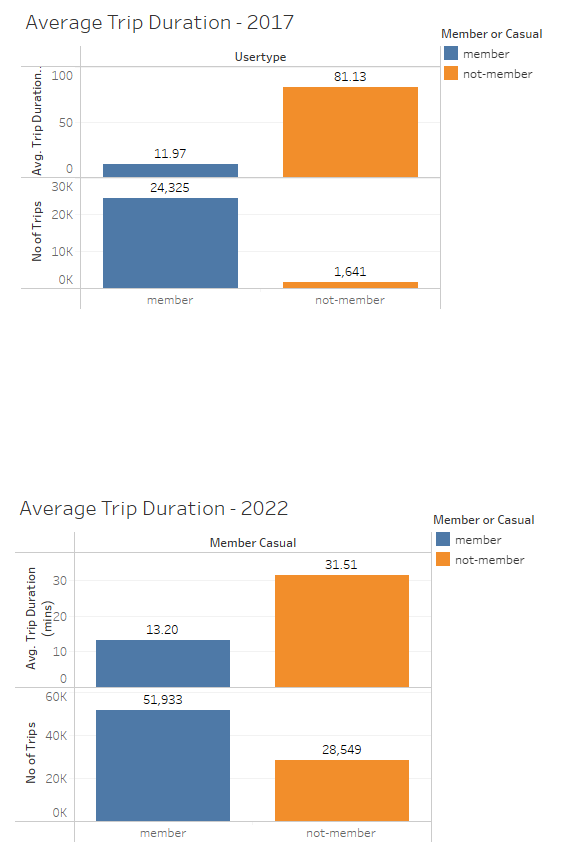 Average Trip Duration - 2017
Member or Casual
member
not-member
Usertype
Avg. Trip Duration..
100
50
0
81.13
11.97
No of Trips
30K
20K
10K
0K
24,325
1,641
member
not-member
Average Trip Duration - 2022
Member or Casual
member
not-member
Member Casual
Avg. Trip Duration
(mins)
30
20
10
0
31.51
13.20
No of Trips
60K
40K
20K
0K
51,933
28,549
member
not-member